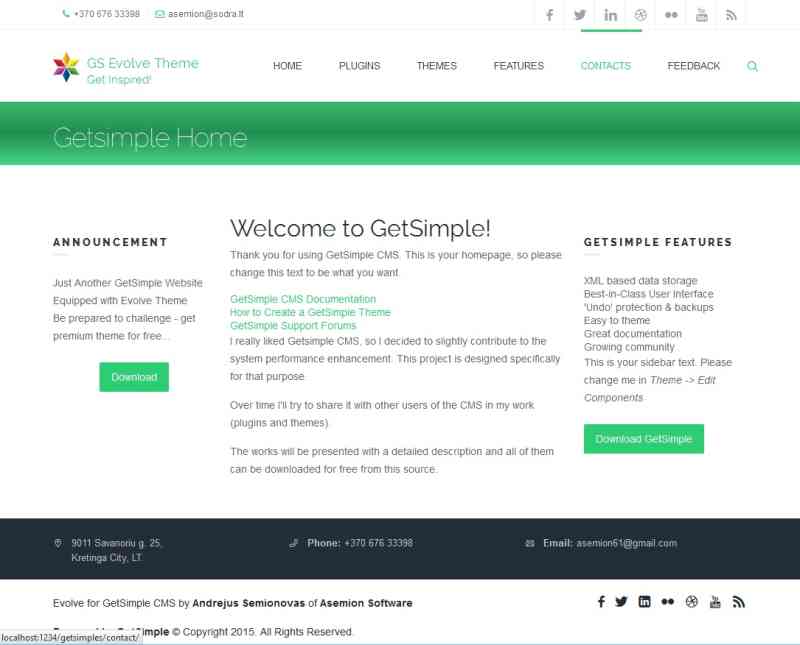 +370 676 33398 asemion@sodra.lt
GS Evolve Theme
Get Inspired!
HOME PLUGINS THEMES FEATURES CONTACTS FEEDBACK
Getsimple Home
ANNOUNCEMENT
Just Another GetSimple Website
Equipped with Evolve Theme
Be prepared to challenge - get
premium theme for free...
Download
Welcome to GetSimple!
Thank you for using GetSimple CMS. This is your homepage, so please
change this text to be what you want.
GetSimple CMS Documentation
How to Create a GetSimple Theme
GetSimple Support Forums
I really liked Getsimple CMS, so I decided to slightly contribute to the
system performance enhancement. This project is designed specifically
for that purpose.
Over time I'll try to share it with other users of the CMS in my work
(plugins and themes).
The works will be presented with a detailed description and all of them
can be downloaded for free from this source.
GETSIMPLE FEATURES
XML based data storage
Best-in-Class User Interface
'Undo' protection & backups
Easy to theme
Great documentation
Growing community
This is your sidebar text. Please
change me in Theme -> Edit
Components
Download GetSimple
9011 Savanoriu g. 25,
Kretinga City, LT.
Phone: +370 676 33398
Email: asemion61@gmail.com
Evolve for GetSimple CMS by Andrejus Semionovas of Asemion Software
GetSimple © Copyright 2015. All Rights Reserved.
localhost:1234/getsimples/contact/